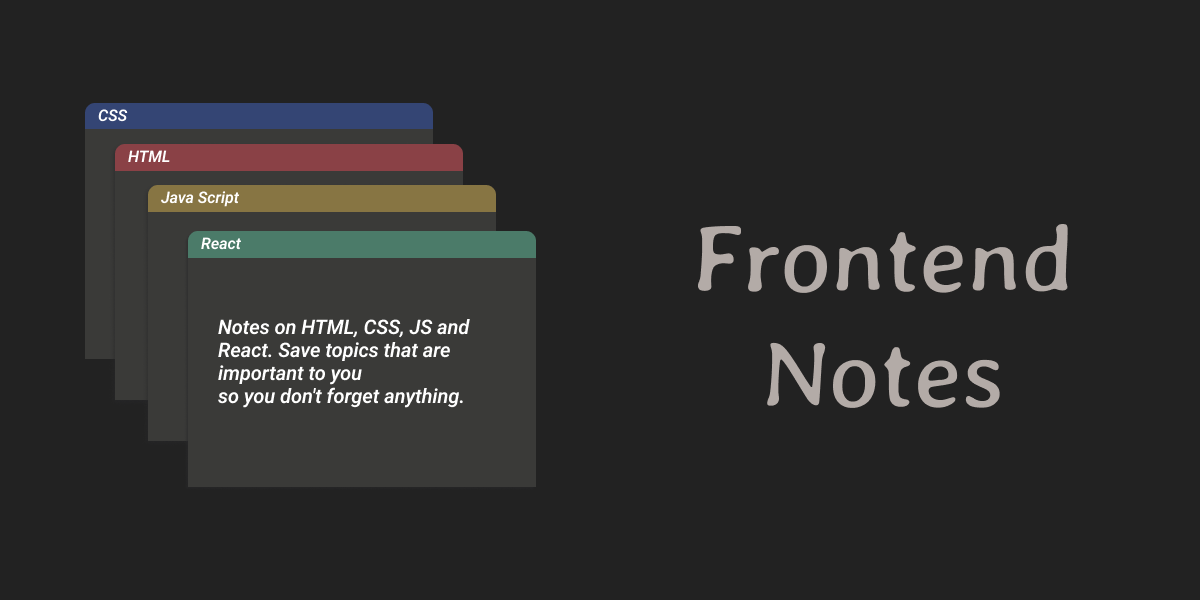 CSS
HTML
Java Script
React
Notes on HTML, CSS, JS and
React. Save topics that are
important to you
so you don't forget anything.
Frontend
Notes